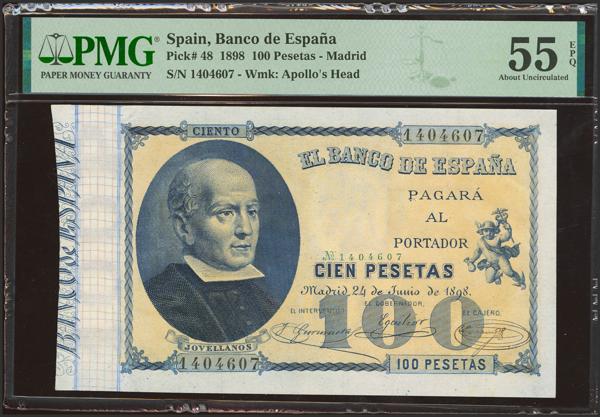 PMG
PAPER MONEY GUARANTY
Spain, Banco de España
Pick# 48 1898 100 Pesetas - Madrid
S/N 1404607 - Wmk: Apollo's Head
55
EPQ
About Uncirculated
BANCO DE ESPAÑA
CIENTO
1404607
EL BANCO DE ESPAÑA
PAGARÁ
AL
PORTADOR
No 1404607
CIEN PESETAS
Madrid 24 de Junio de 1898.
100
EL INTERVENTOR
EL GOBERNADOR,
EL CAJERO,
JOVELLANOS
1404607
100 PESETAS